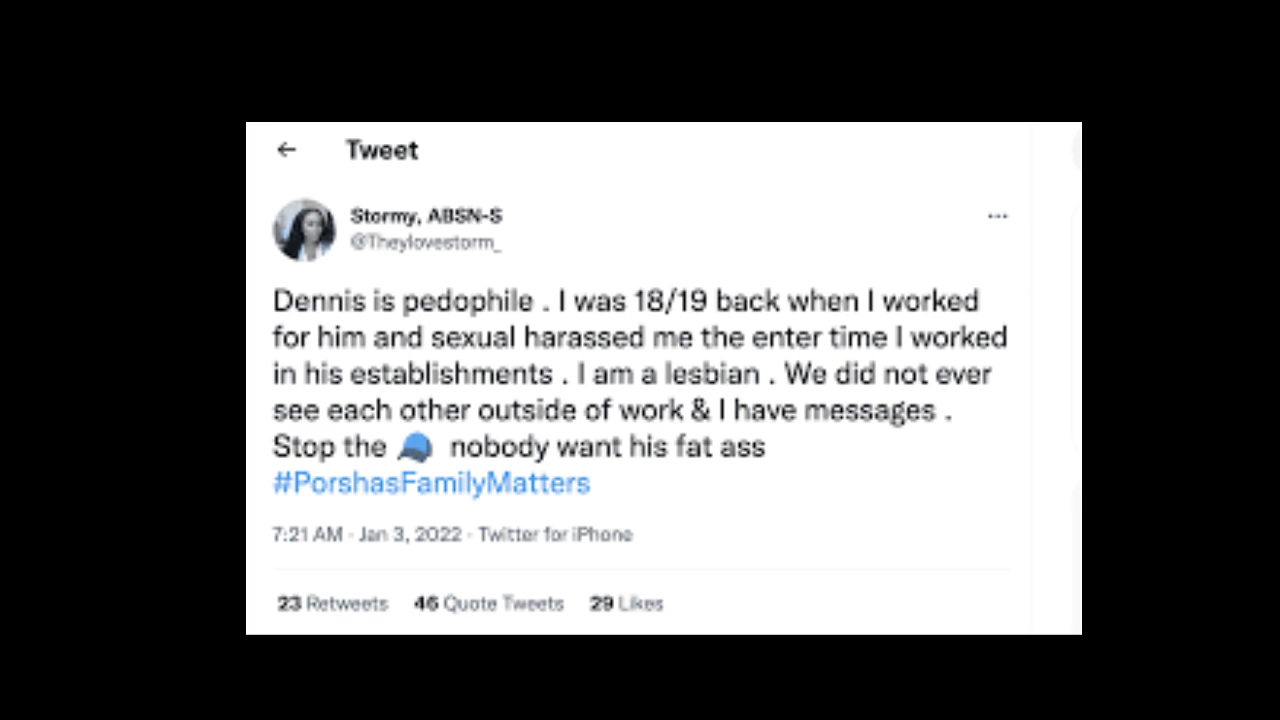 ← Tweet
Stormy, ABSN-S
@Theylovestorm_
Dennis is pedophile . I was 18/19 back when I worked
for him and sexual harassed me the enter time I worked
in his establishments . I am a lesbian . We did not ever
see each other outside of work & I have messages .
Stop the 🧢 nobody want his fat ass
#PorshasFamilyMatters
7:21 AM · Jan 3, 2022 · Twitter for iPhone
23 Retweets 46 Quote Tweets 29 Likes